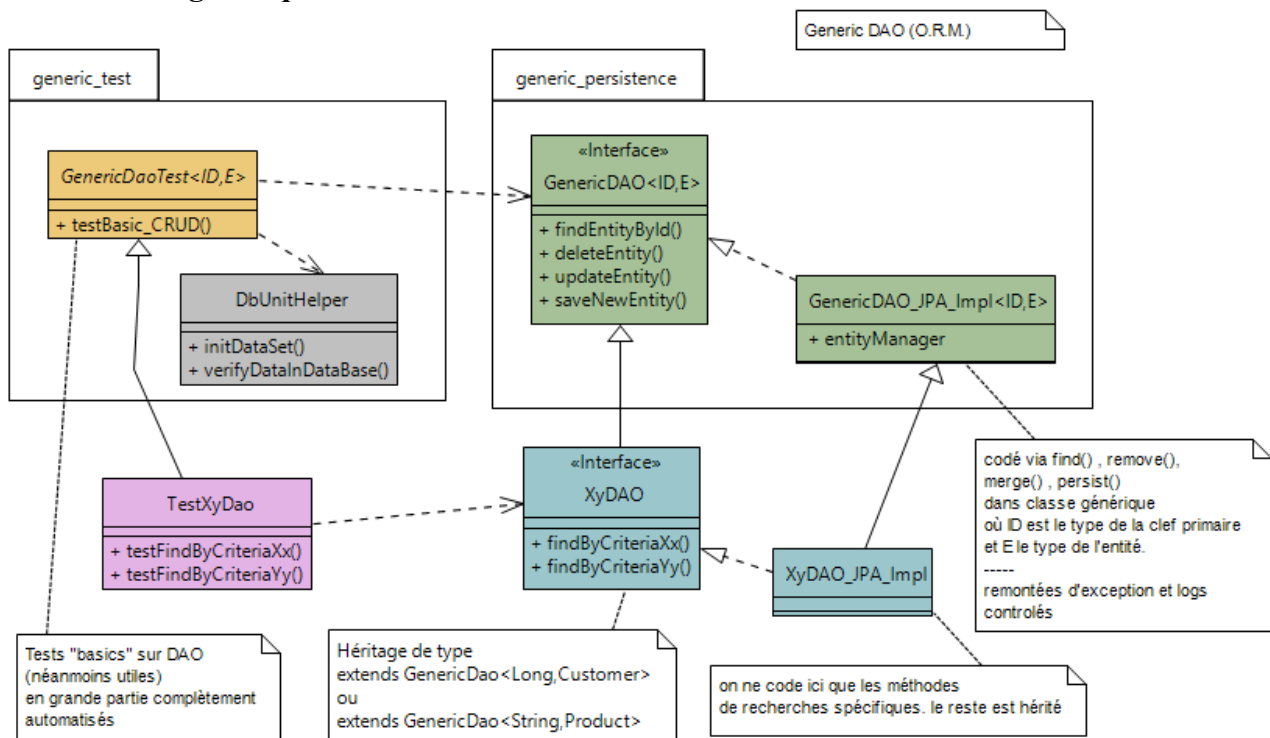 Generic DAO (O.R.M.)
generic_test
generic_persistence
GenericDaoTest<ID,E>
+ testBasic_CRUD()
DbUnitHelper
+ initDataSet()
+ verifyDataInDataBase()
«Interface»
GenericDAO<ID,E>
+ findEntityById()
+ deleteEntity()
+ updateEntity()
+ saveNewEntity()
GenericDAO_JPA_Impl<ID,E>
+ entityManager
TestXyDao
+ testFindByCriteriaXx()
+ testFindByCriteriaYy()
«Interface»
XyDAO
+ findByCriteriaXx()
+ findByCriteriaYy()
XyDAO_JPA_Impl
codé via find() , remove(),
merge() , persist()
dans classe générique
où ID est le type de la clef primaire
et E le type de l'entité.
-----
remontées d'exception et logs
controlés
Tests "basics" sur DAO
(néanmoins utiles)
en grande partie complètement
automatisés
Héritage de type
extends GenericDao<Long,Customer>
ou
extends GenericDao<String,Product>
on ne code ici que les méthodes
de recherches spécifiques. le reste est hérité